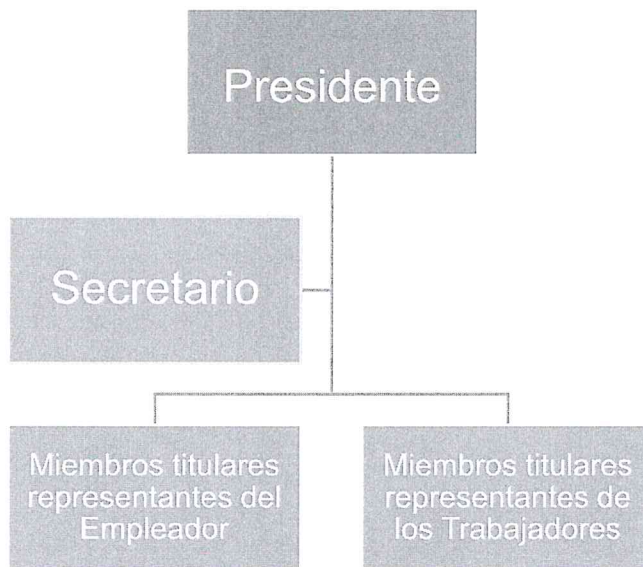 Presidente
Secretario
Miembros titulares
representantes del
Empleador
Miembros titulares
representantes de
los Trabajadores